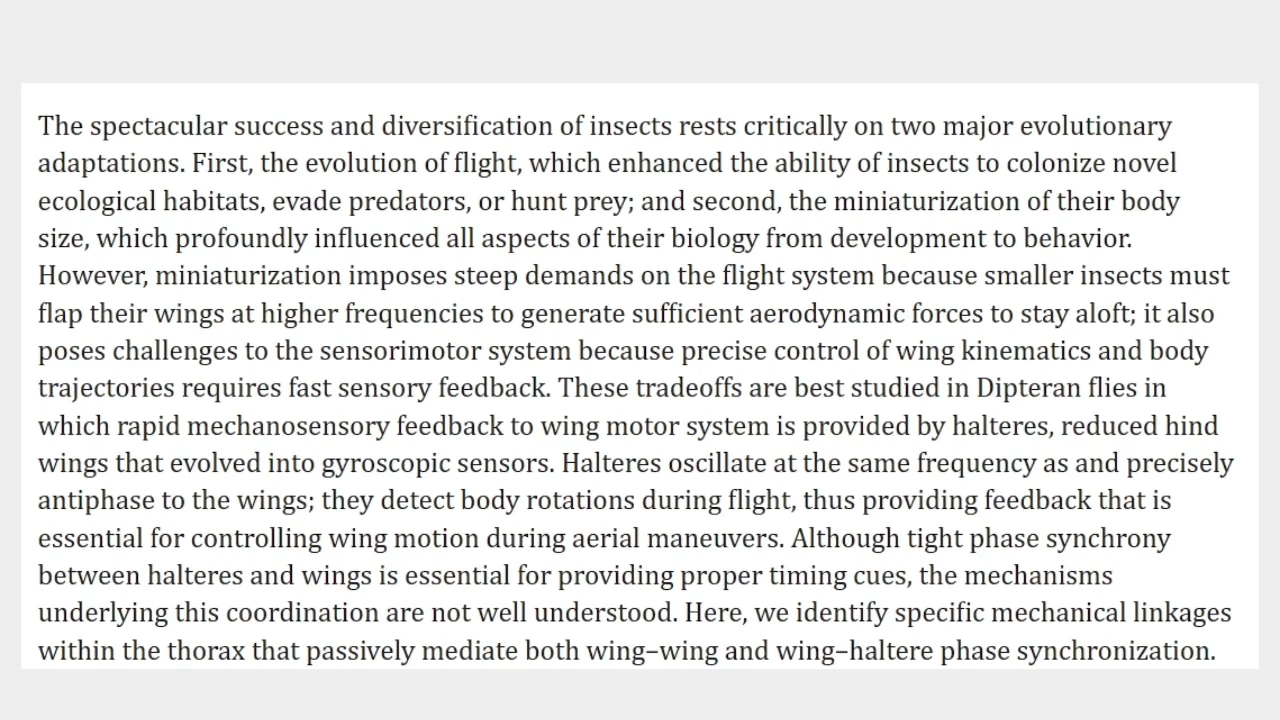 The spectacular success and diversification of insects rests critically on two major evolutionary
adaptations. First, the evolution of flight, which enhanced the ability of insects to colonize novel
ecological habitats, evade predators, or hunt prey; and second, the miniaturization of their body
size, which profoundly influenced all aspects of their biology from development to behavior.
However, miniaturization imposes steep demands on the flight system because smaller insects must
flap their wings at higher frequencies to generate sufficient aerodynamic forces to stay aloft; it also
poses challenges to the sensorimotor system because precise control of wing kinematics and body
trajectories requires fast sensory feedback. These tradeoffs are best studied in Dipteran flies in
which rapid mechanosensory feedback to wing motor system is provided by halteres, reduced hind
wings that evolved into gyroscopic sensors. Halteres oscillate at the same frequency as and precisely
antiphase to the wings; they detect body rotations during flight, thus providing feedback that is
essential for controlling wing motion during aerial maneuvers. Although tight phase synchrony
between halteres and wings is essential for providing proper timing cues, the mechanisms
underlying this coordination are not well understood. Here, we identify specific mechanical linkages
within the thorax that passively mediate both wing–wing and wing–haltere phase synchronization.